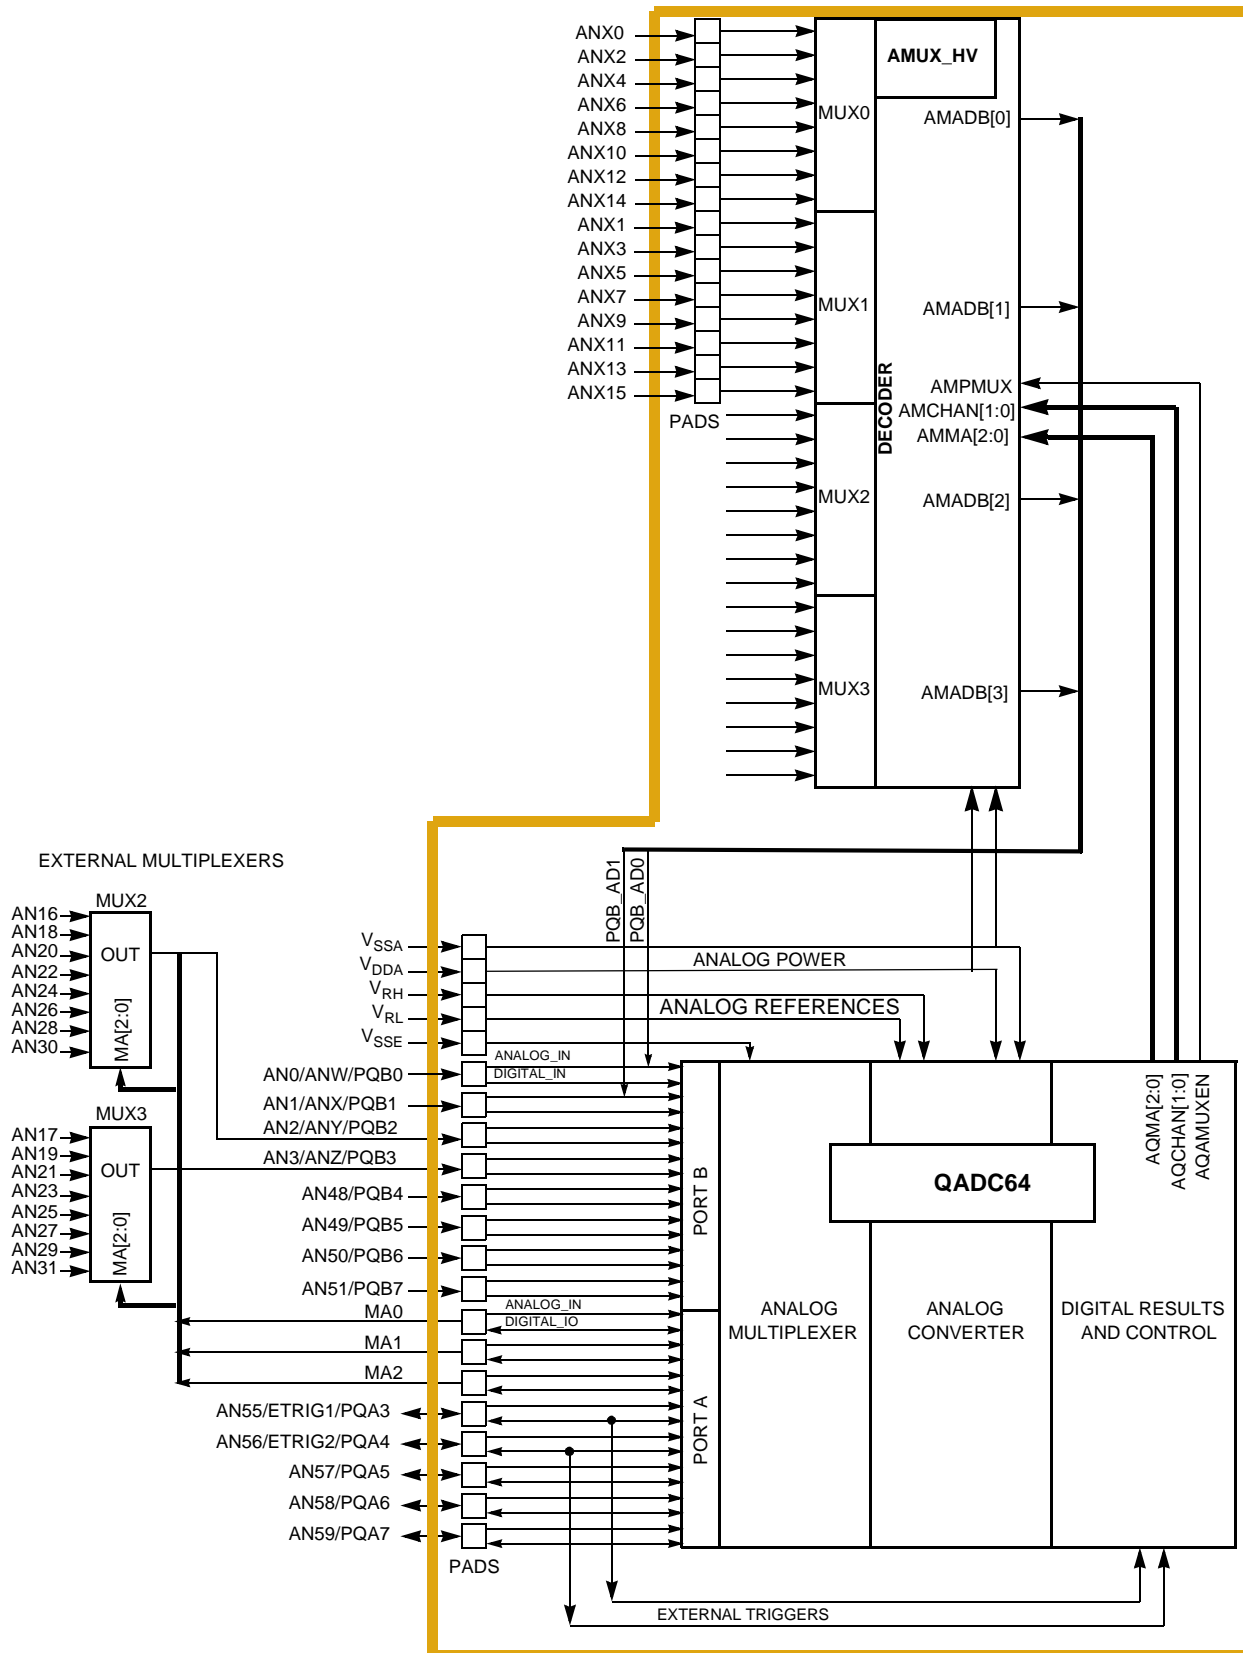 ANX0
ANX2
ANX4
ANX6
ANX8
ANX10
ANX12
ANX14
ANX1
ANX3
ANX5
ANX7
ANX9
ANX11
ANX13
ANX15
PADS
AMUX_HV
MUX0
MUX1
MUX2
MUX3
DECODER
AMADB[0]
AMADB[1]
AMPMUX
AMCHAN[1:0]
AMMA[2:0]
AMADB[2]
AMADB[3]
EXTERNAL MULTIPLEXERS
MUX2
AN16
AN18
AN20
AN22
AN24
AN26
AN28
AN30
OUT
MA[2:0]
MUX3
AN17
AN19
AN21
AN23
AN25
AN27
AN29
AN31
OUT
MA[2:0]
PQB_AD1
PQB_AD0
VSSA
VDDA
VRH
VRL
VSSE
ANALOG POWER
ANALOG REFERENCES
ANALOG_IN
DIGITAL_IN
AN0/ANW/PQB0
AN1/ANX/PQB1
AN2/ANY/PQB2
AN3/ANZ/PQB3
AN48/PQB4
AN49/PQB5
AN50/PQB6
AN51/PQB7
MA0
MA1
MA2
ANALOG_IN
DIGITAL_IO
AN55/ETRIG1/PQA3
AN56/ETRIG2/PQA4
AN57/PQA5
AN58/PQA6
AN59/PQA7
PADS
PORT B
PORT A
QADC64
ANALOG
MULTIPLEXER
ANALOG
CONVERTER
DIGITAL RESULTS
AND CONTROL
AQMA[2:0]
AQCHAN[1:0]
AQAMUXEN
EXTERNAL TRIGGERS